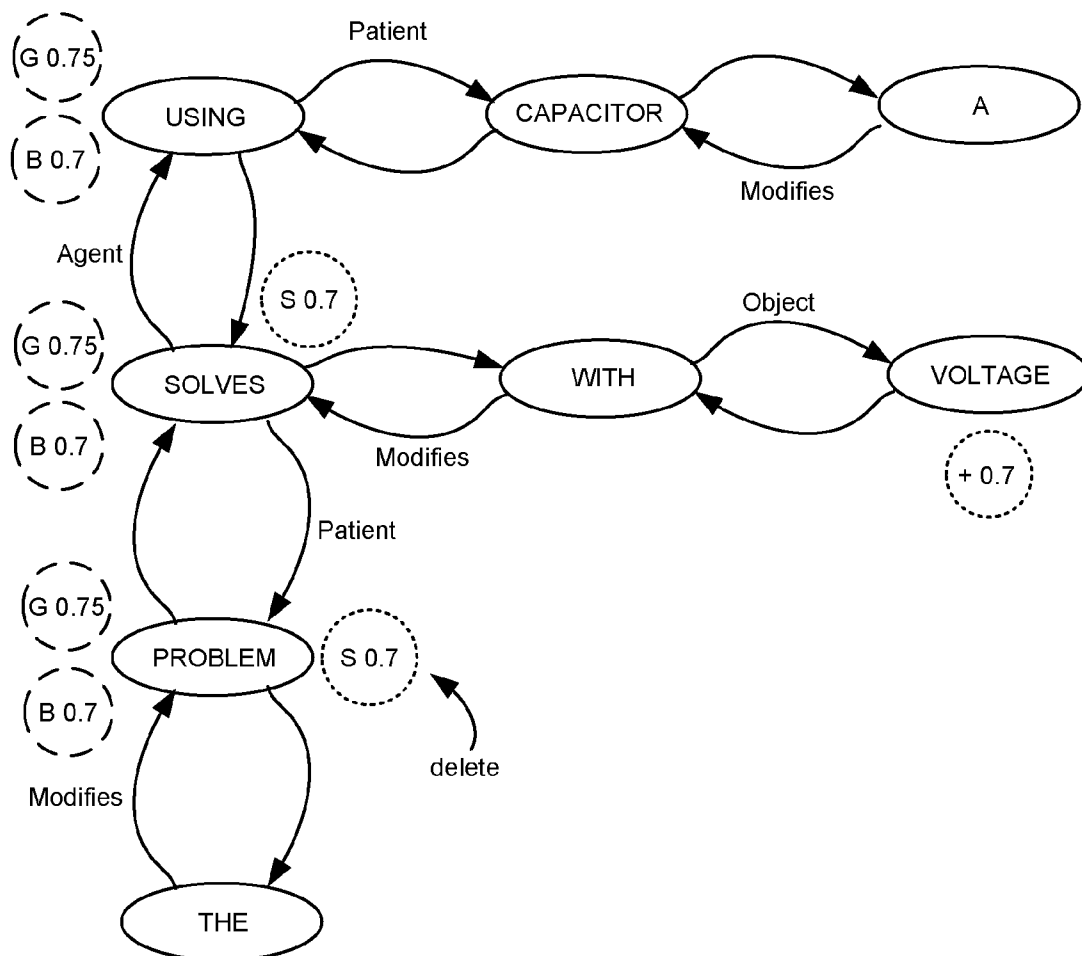 Patient
G 0.75
USING
CAPACITOR
A
B 0.7
Modifies
Agent
S 0.7
Object
G 0.75
SOLVES
WITH
VOLTAGE
B 0.7
Modifies
+ 0.7
Patient
G 0.75
PROBLEM
S 0.7
B 0.7
delete
Modifies
THE